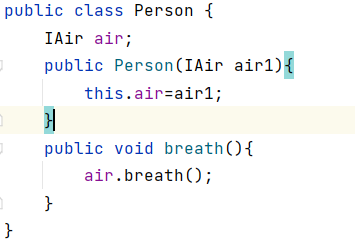 public class Person {
    IAir air;
    public Person(IAir air1){
        this.air=air1;
    }
    public void breath(){
        air.breath();
    }
}